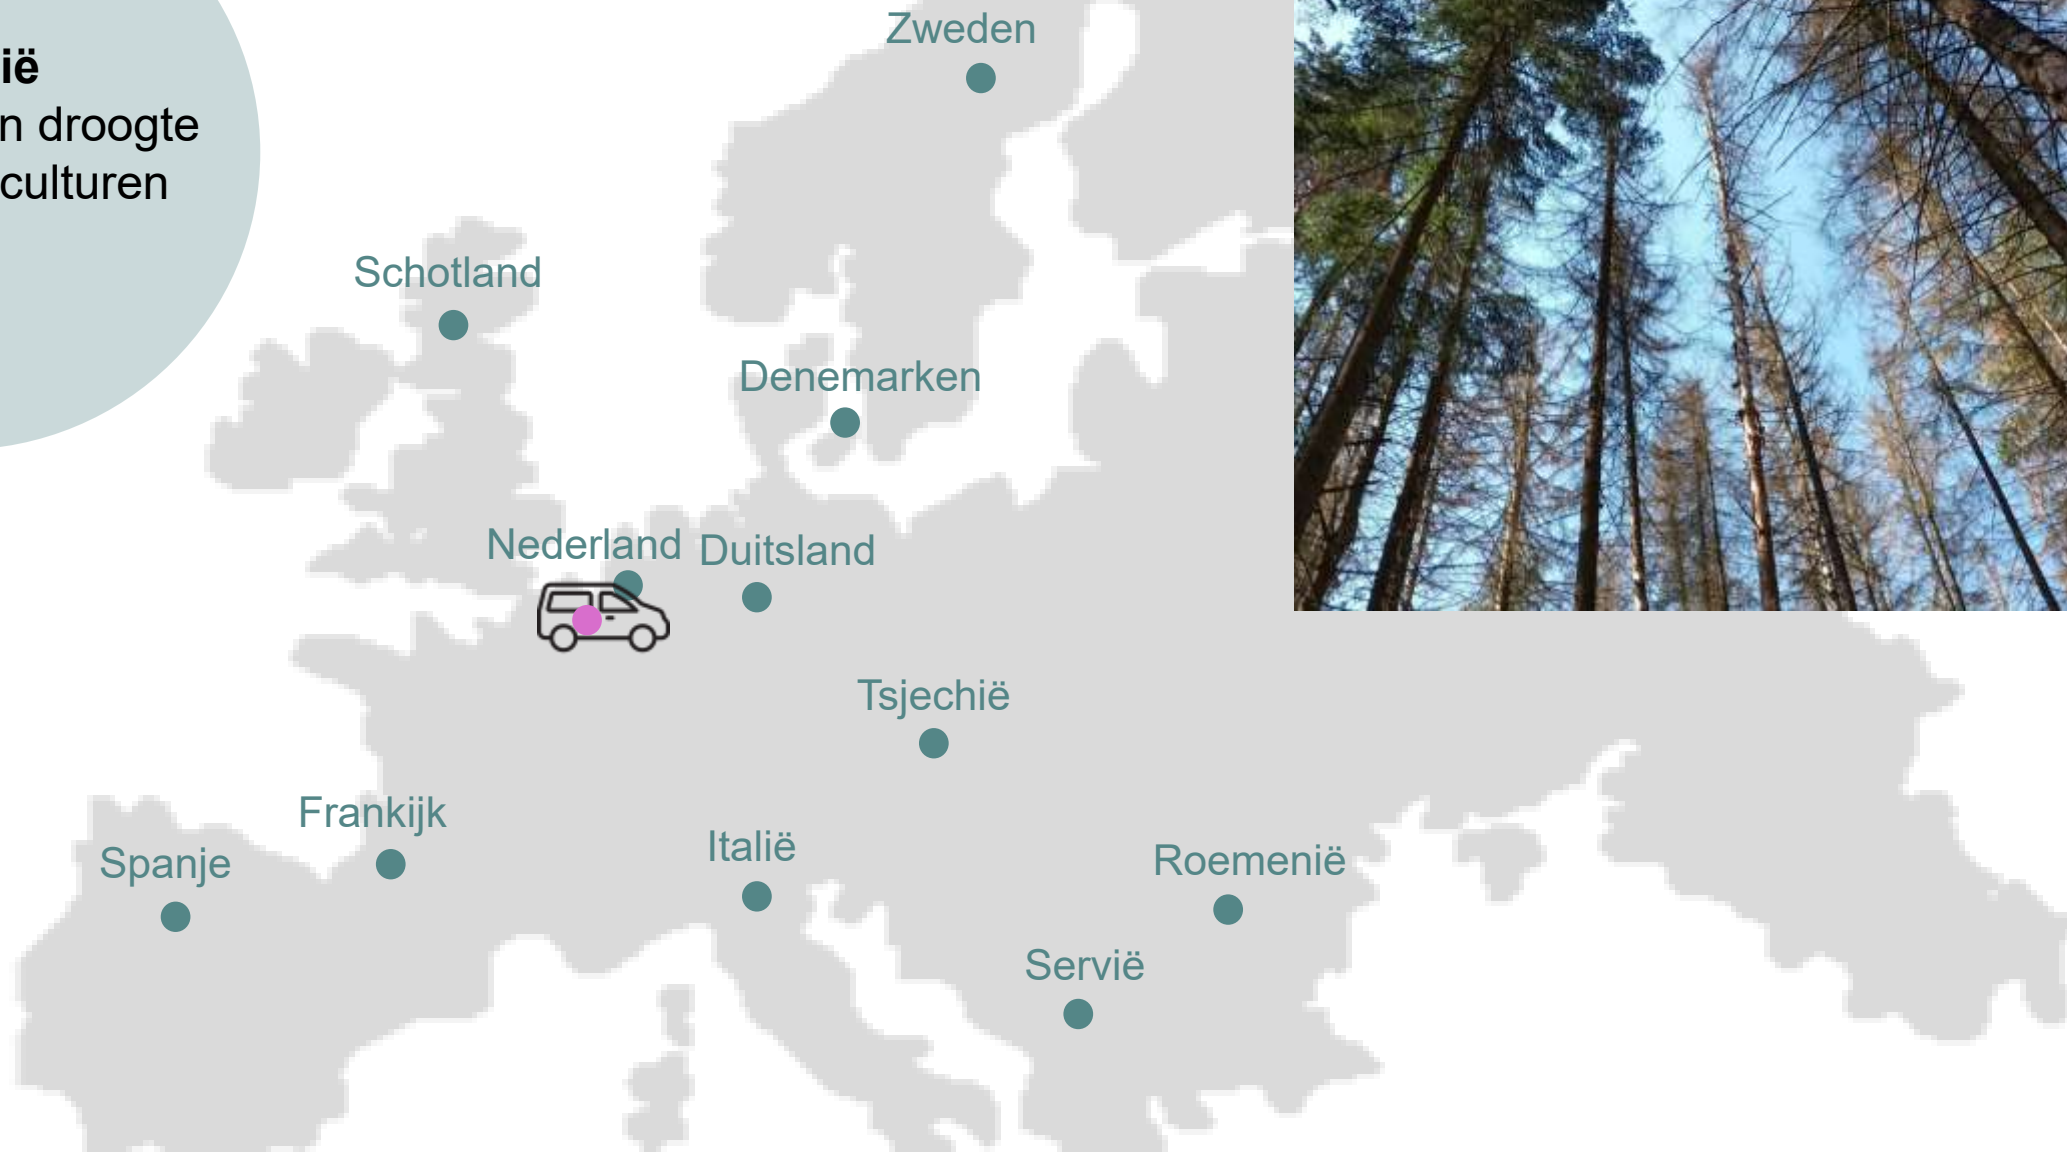 ië
n droogte
culturen
Zweden
Schotland
Denemarken
Nederland
Duitsland
Tsjechië
Frankijk
Spanje
Italië
Roemenië
Servië